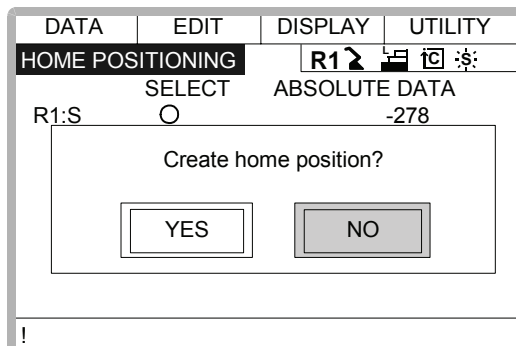 DATA EDIT DISPLAY UTILITY
HOME POSITIONING R1 C S
SELECT ABSOLUTE DATA
R1:S -278
Create home position?
YES NO
!